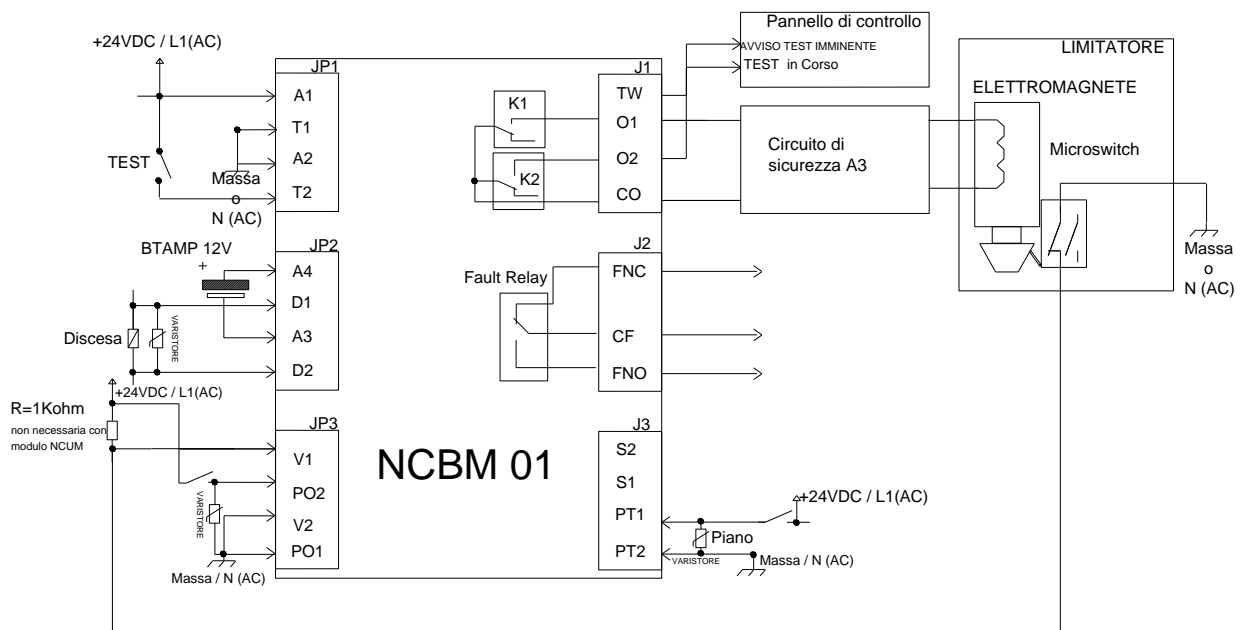 +24VDC / L1(AC)
TEST
Massa
o
N (AC)
JP1
A1
T1
A2
T2
BTAMP 12V
+
JP2
A4
D1
A3
D2
Discesa
VARISTORE
+24VDC / L1(AC)
R=1Kohm
non necessaria con
modulo NCUM
JP3
V1
PO2
V2
PO1
VARISTORE
Massa / N (AC)
NCBM 01
K1
K2
J1
TW
O1
O2
CO
Fault Relay
J2
FNC
CF
FNO
J3
S2
S1
PT1
PT2
+24VDC / L1(AC)
Piano
VARISTORE
Massa / N (AC)
Pannello di controllo
AVVISO TEST IMMINENTE
TEST in Corso
Circuito di
sicurezza A3
LIMITATORE
ELETTROMAGNETE
Microswitch
Massa
o
N (AC)